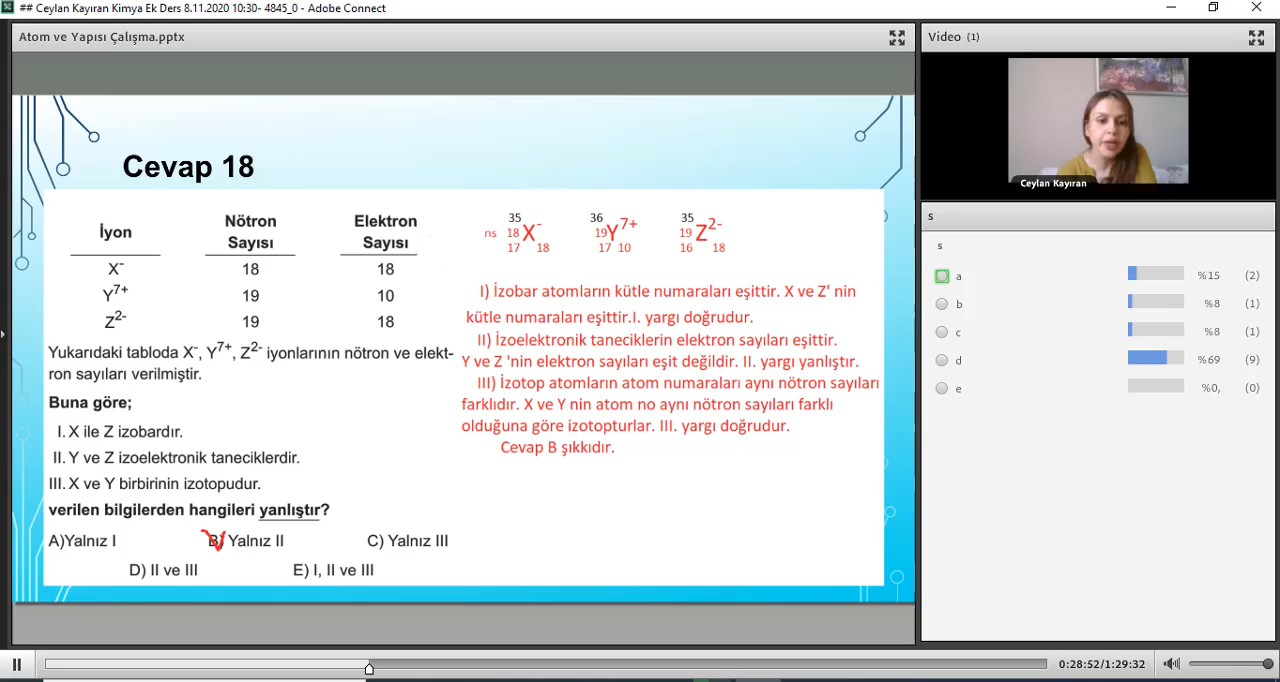 ## Ceylan Kayıran Kimya Ek Ders 8.11.2020 10:30- 4845_0 - Adobe Connect
Atom ve Yapısı Çalışma.pptx
Cevap 18
İyon Nötron Sayısı Elektron Sayısı
X⁻ 18 18
Y⁷⁺ 19 10
Z²⁻ 19 18
Yukarıdaki tabloda X⁻, Y⁷⁺, Z²⁻ iyonlarının nötron ve elekt-
ron sayıları verilmiştir.
Buna göre;
I. X ile Z izobardır.
II. Y ve Z izoelektronik taneciklerdir.
III. X ve Y birbirinin izotopudur.
verilen bilgilerden hangileri yanlıştır?
A)Yalnız I B) Yalnız II C) Yalnız III
D) II ve III E) I, II ve III
35 36 35
ns 18 X⁻ 19 Y⁷⁺ 19 Z²⁻
17 18 17 10 16 18
I) İzobar atomların kütle numaraları eşittir. X ve Z' nin
kütle numaraları eşittir.I. yargı doğrudur.
II) İzoelektronik taneciklerin elektron sayıları eşittir.
Y ve Z 'nin elektron sayıları eşit değildir. II. yargı yanlıştır.
III) İzotop atomların atom numaraları aynı nötron sayıları
farklıdır. X ve Y nin atom no aynı nötron sayıları farklı
olduğuna göre izotopturlar. III. yargı doğrudur.
Cevap B şıkkıdır.
Video (1)
Ceylan Kayıran
s
s
a %15 (2)
b %8 (1)
c %8 (1)
d %69 (9)
e %0, (0)
0:28:52/1:29:32